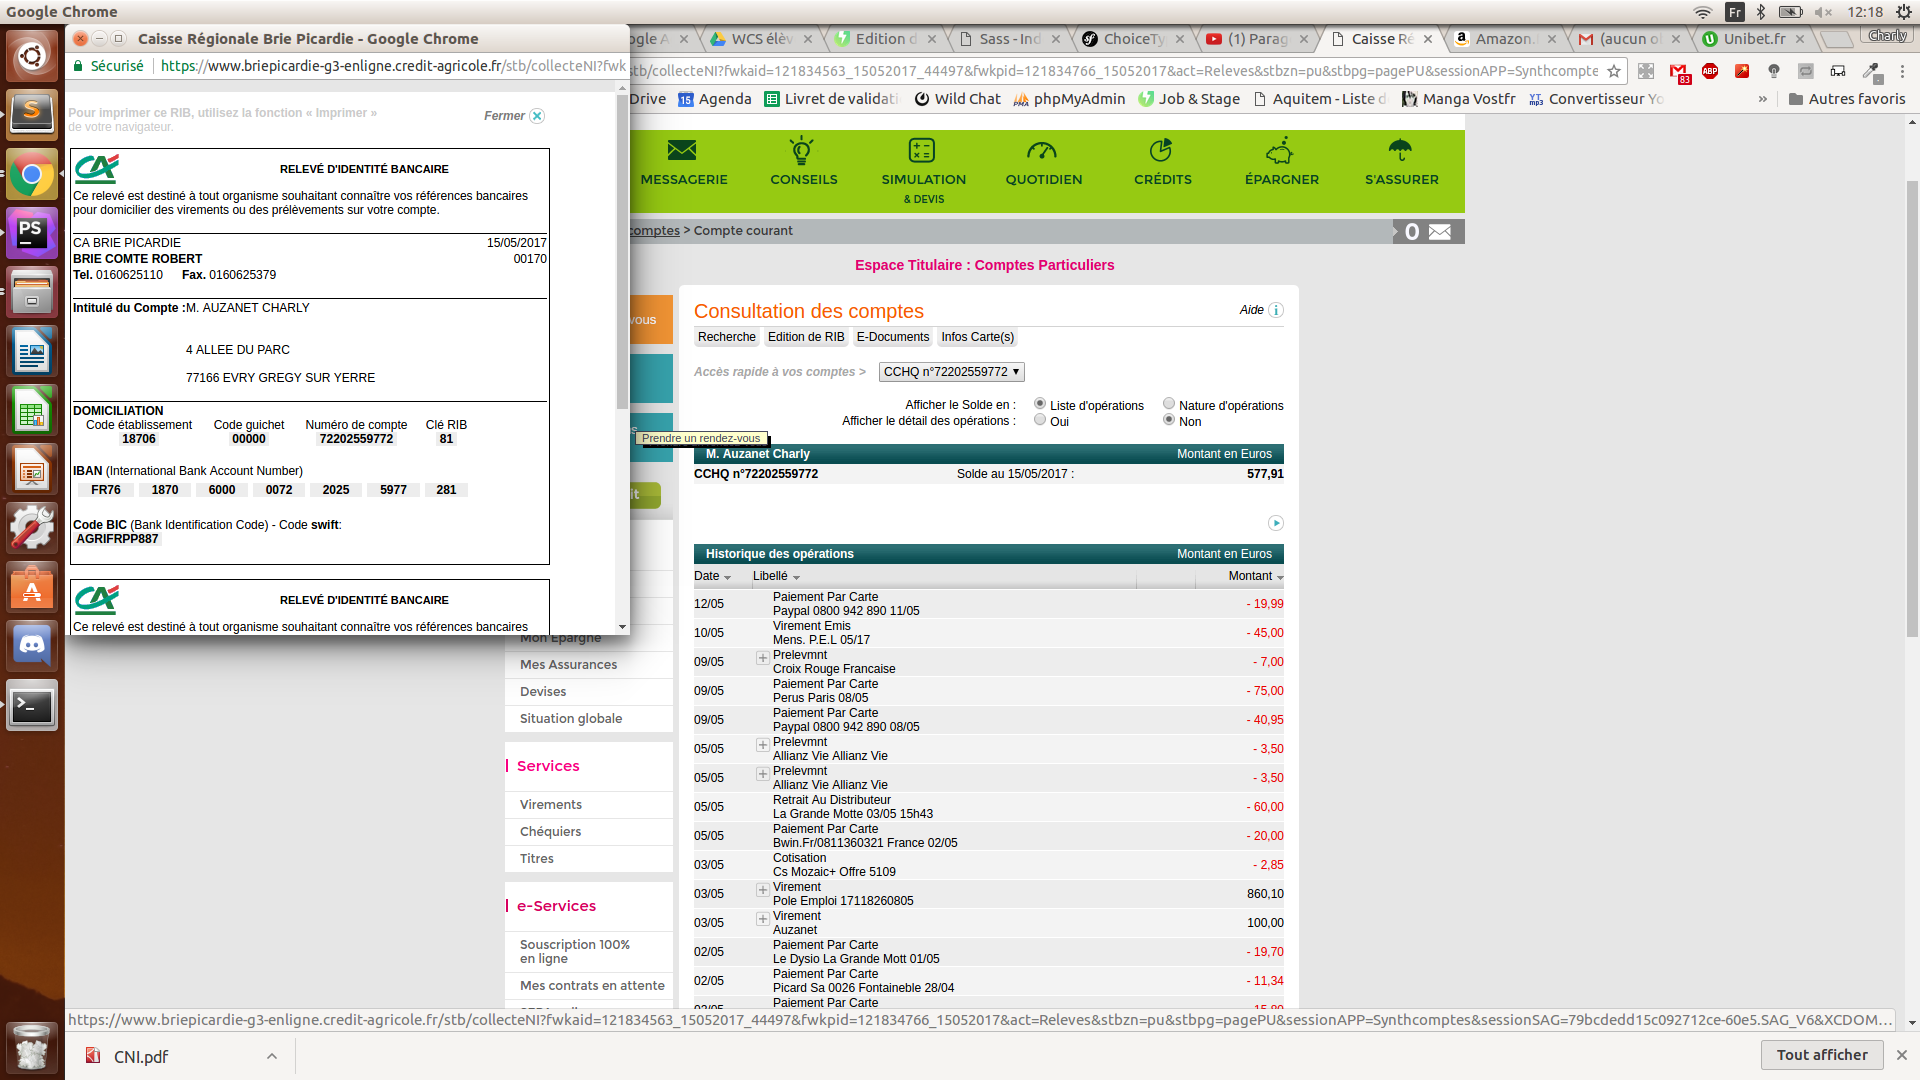 Google Chrome
Fr
12:18
Caisse Régionale Brie Picardie - Google Chrome
Sécurisé
https://www.briepicardie-g3-enligne.credit-agricole.fr/stb/collecteNI?fwk
Pour imprimer ce RIB, utilisez la fonction « Imprimer »
de votre navigateur.
Fermer
RELEVÉ D'IDENTITÉ BANCAIRE
Ce relevé est destiné à tout organisme souhaitant connaître vos références bancaires
pour domicilier des virements ou des prélèvements sur votre compte.
CA BRIE PICARDIE 15/05/2017
BRIE COMTE ROBERT 00170
Tel. 0160625110 Fax. 0160625379
Intitulé du Compte :M. AUZANET CHARLY
4 ALLEE DU PARC
77166 EVRY GREGY SUR YERRE
DOMICILIATION
Code établissement Code guichet Numéro de compte Clé RIB
18706 00000 72202559772 81
IBAN (International Bank Account Number)
FR76 1870 6000 0072 2025 5977 281
Code BIC (Bank Identification Code) - Code swift:
AGRIFRPP887
RELEVÉ D'IDENTITÉ BANCAIRE
Ce relevé est destiné à tout organisme souhaitant connaître vos références bancaires
ogle A
WCS élèv
Edition d
Sass - Ind
ChoiceTy
(1) Parag
Caisse Ré
Amazon.
(aucun ob
Unibet.fr
Charly
tb/collecteNI?fwkaid=121834563_15052017_44497&fwkpid=121834766_15052017&act=Releves&stbzn=pu&stbpg=pagePU&sessionAPP=Synthcompte
83
ABP
Drive
Agenda
Livret de validati
Wild Chat
phpMyAdmin
Job & Stage
Aquitem - Liste d
Manga Vostfr
Convertisseur Yo
»
Autres favoris
MESSAGERIE
CONSEILS
SIMULATION
& DEVIS
QUOTIDIEN
CRÉDITS
ÉPARGNER
S'ASSURER
comptes > Compte courant
0
Espace Titulaire : Comptes Particuliers
vous
Prendre un rendez-vous
it
Consultation des comptes
Aide
Recherche
Edition de RIB
E-Documents
Infos Carte(s)
Accès rapide à vos comptes >
CCHQ n°72202559772
Afficher le Solde en : Liste d'opérations Nature d'opérations
Afficher le détail des opérations : Oui Non
M. Auzanet Charly Montant en Euros
CCHQ n°72202559772 Solde au 15/05/2017 : 577,91
Historique des opérations Montant en Euros
Date Libellé Montant
12/05 Paiement Par Carte - 19,99
Paypal 0800 942 890 11/05
10/05 Virement Emis - 45,00
Mens. P.E.L 05/17
09/05 Prelevmnt - 7,00
Croix Rouge Francaise
09/05 Paiement Par Carte - 75,00
Perus Paris 08/05
09/05 Paiement Par Carte - 40,95
Paypal 0800 942 890 08/05
05/05 Prelevmnt - 3,50
Allianz Vie Allianz Vie
05/05 Prelevmnt - 3,50
Allianz Vie Allianz Vie
05/05 Retrait Au Distributeur - 60,00
La Grande Motte 03/05 15h43
05/05 Paiement Par Carte - 20,00
Bwin.Fr/0811360321 France 02/05
03/05 Cotisation - 2,85
Cs Mozaic+ Offre 5109
03/05 Virement 860,10
Pole Emploi 17118260805
03/05 Virement 100,00
Auzanet
02/05 Paiement Par Carte - 19,70
Le Dysio La Grande Mott 01/05
02/05 Paiement Par Carte - 11,34
Picard Sa 0026 Fontaineble 28/04
Paiement Par Carte
Mon Epargne
Mes Assurances
Devises
Situation globale
Services
Virements
Chéquiers
Titres
e-Services
Souscription 100%
en ligne
Mes contrats en attente
https://www.briepicardie-g3-enligne.credit-agricole.fr/stb/collecteNI?fwkaid=121834563_15052017_44497&fwkpid=121834766_15052017&act=Releves&stbzn=pu&stbpg=pagePU&sessionAPP=Synthcomptes&sessionSAG=79bcdedd15c092712ce-60e5.SAG_V6&XCDOM...
CNI.pdf
Tout afficher